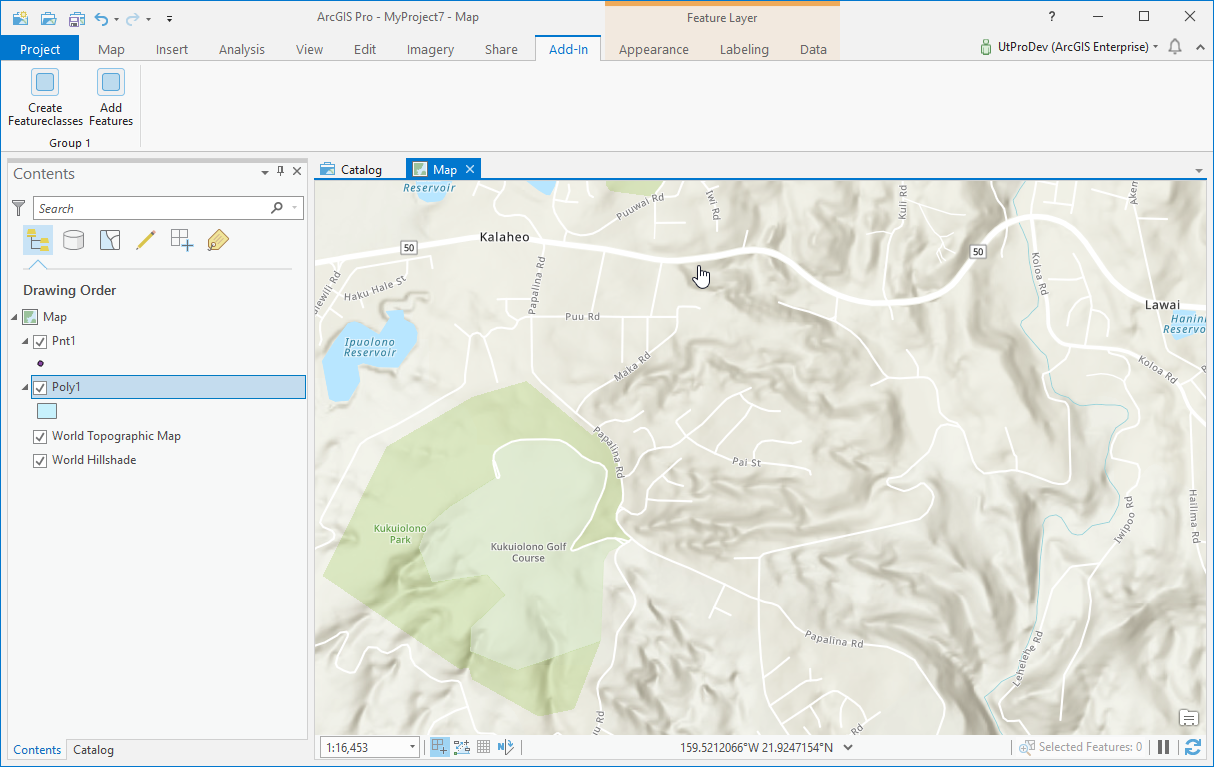 ArcGIS Pro - MyProject7 - Map
Feature Layer
?
Project
Map
Insert
Analysis
View
Edit
Imagery
Share
Add-In
Appearance
Labeling
Data
UtProDev (ArcGIS Enterprise)
Create
Featureclasses
Add
Features
Group 1
Contents
Search
Drawing Order
Map
Pnt1
Poly1
World Topographic Map
World Hillshade
Contents
Catalog
Catalog
Map
Reservoir
Puuwai Rd
Iwi Rd
Kuli Rd
Kalaheo
50
50
Koloa Rd
Papalina Rd
Haku Hale St
Puu Rd
Lawai
Ipuolono
Reservoir
Maka Rd
Koloa Rd
Papalina Rd
Pai St
Kukuiolono
Park
Kukuiolono Golf
Course
Iwipoo Rd
Hailima Rd
Papalina Rd
Lehelehe Rd
1:16,453
159.5212066°W 21.9247154°N
Selected Features: 0